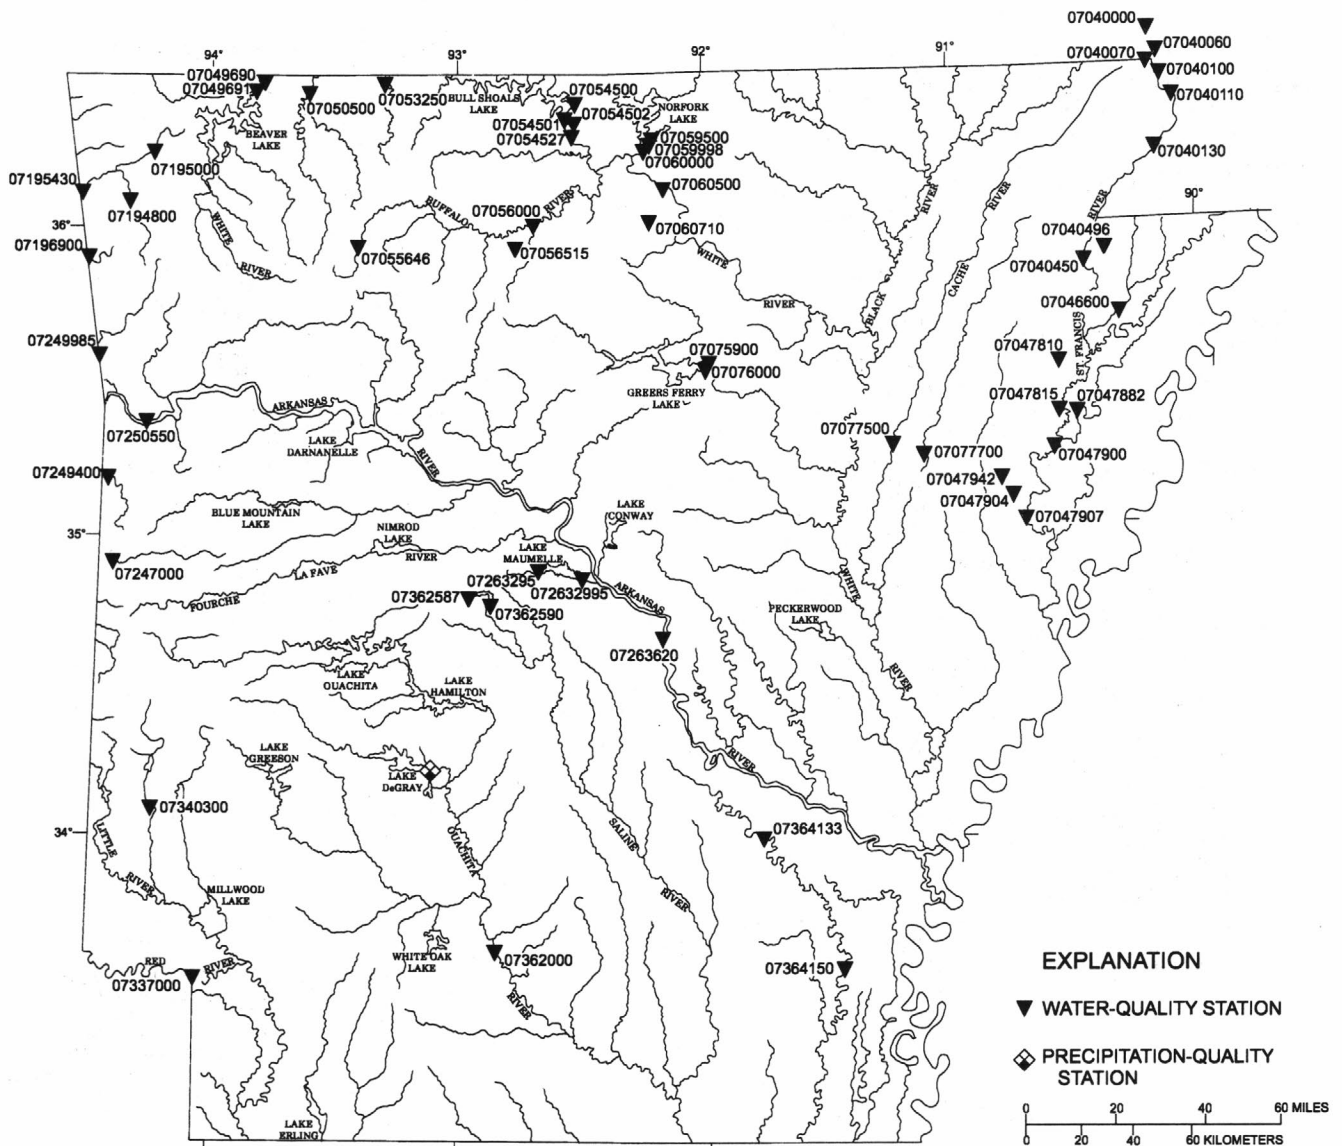 07040000
07040060
07040070
94°
93°
92°
91°
07049690
07049691
07040100
07040110
07050500
07053250
BULL SHOALS
LAKE
07054500
07054502
07054501
07054527
NORFORK
LAKE
BEAVER
LAKE
07059500
07059998
07060000
07040130
07195000
07195430
07194800
07060500
WHITE
RIVER
BUFFALO
RIVER
07056000
RIVER
RIVER
RIVER
90°
36°
07060710
07040496
07196900
07055646
07056515
WHITE
RIVER
CACHE
07040450
BLACK
07046600
07249985
07075900
07076000
07047810
ST. FRANCIS
GREERS FERRY
LAKE
ARKANSAS
07047815
07047882
07250550
LAKE
DARNANELLE
RIVER
07077500
07077700
07047900
07249400
07047942
07047904
07047907
BLUE MOUNTAIN
LAKE
LAKE
CONWAY
35°
NIMROD
LAKE
RIVER
LAKE
MAUMELLE
07247000
LA FAVE
FOURCHE
07263295
072632995
ARKANSAS
WHITE
07362587
07362590
PECKERWOOD
LAKE
07263620
RIVER
LAKE
OUACHITA
LAKE
HAMILTON
LAKE
GREESON
LAKE
DeGRAY
RIVER
07340300
34°
LITTLE
RIVER
OUACHITA
SALINE
RIVER
07364133
MILLWOOD
LAKE
RED
RIVER
07337000
WHITE OAK
LAKE
07362000
RIVER
07364150
LAKE
ERLING
EXPLANATION
WATER-QUALITY STATION
PRECIPITATION-QUALITY
STATION
0 20 40 60 MILES
0 20 40 60 KILOMETERS